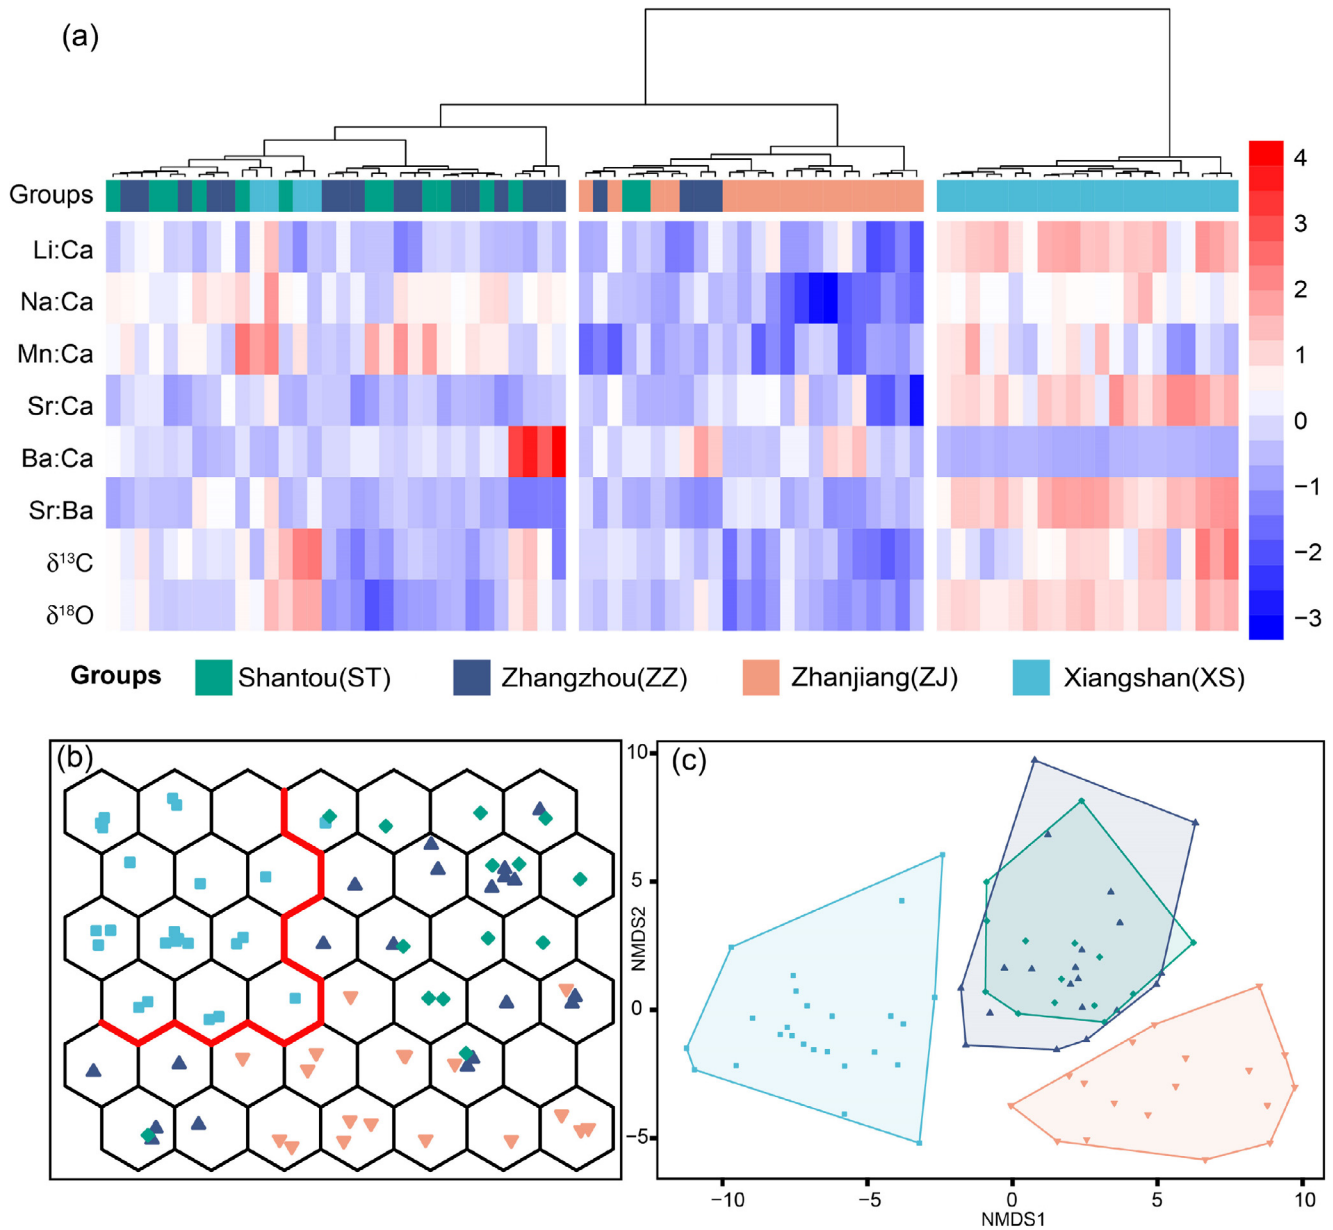 (a)
Groups
Li:Ca
Na:Ca
Mn:Ca
Sr:Ca
Ba:Ca
Sr:Ba
δ¹³C
δ¹⁸O
4
3
2
1
0
−1
−2
−3
Groups Shantou(ST) Zhangzhou(ZZ) Zhanjiang(ZJ) Xiangshan(XS)
(b)
(c)
NMDS2
10
5
0
−5
−10 −5 0 5 10
NMDS1